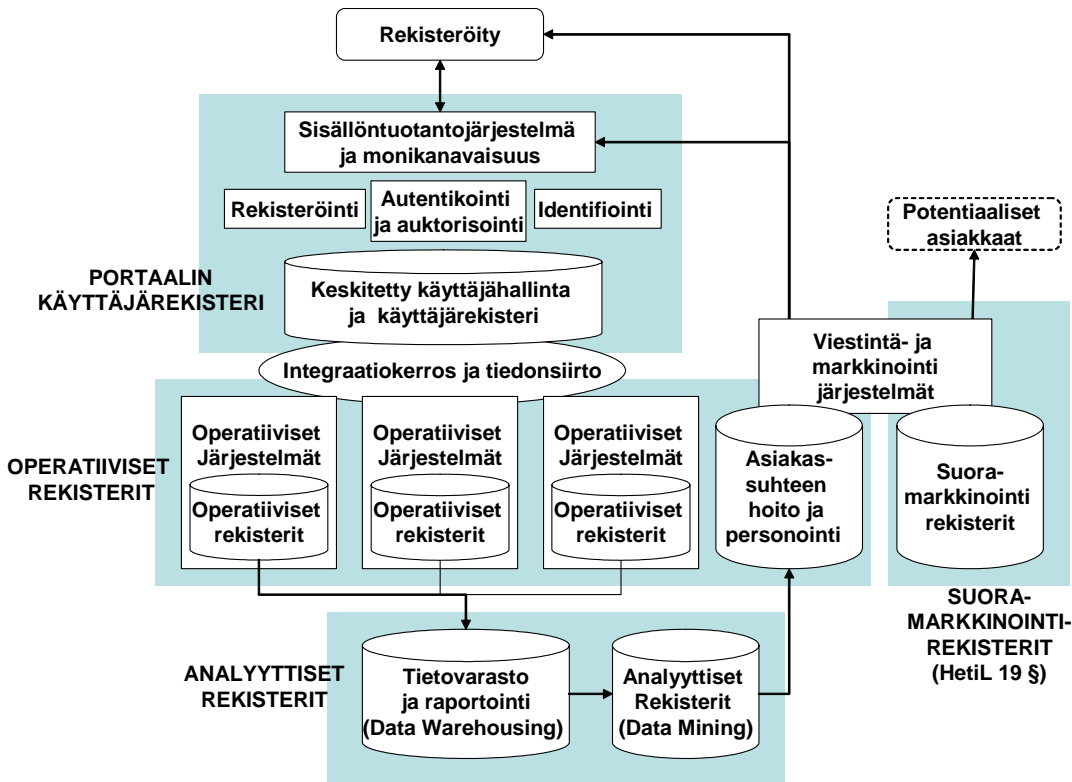 Rekisteröity
Sisällöntuotantojärjestelmä
ja monikanavaisuus
Rekisteröinti
Autentikointi
ja auktorisointi
Identifiointi
Potentiaaliset
asiakkaat
PORTAALIN
KÄYTTÄJÄREKISTERI
Keskitetty käyttäjähallinta
ja käyttäjärekisteri
Viestintä- ja
markkinointi
järjestelmät
Integraatiokerros ja tiedonsiirto
OPERATIIVISET
REKISTERIT
Operatiiviset
Järjestelmät
Operatiiviset
rekisterit
Operatiiviset
Järjestelmät
Operatiiviset
rekisterit
Operatiiviset
Järjestelmät
Operatiiviset
rekisterit
Asiakas-
suhteen
hoito ja
personointi
Suora-
markkinointi
rekisterit
SUORA-
MARKKINOINTI-
REKISTERIT
(HetiL 19 §)
ANALYYTTISET
REKISTERIT
Tietovarasto
ja raportointi
(Data Warehousing)
Analyyttiset
Rekisterit
(Data Mining)